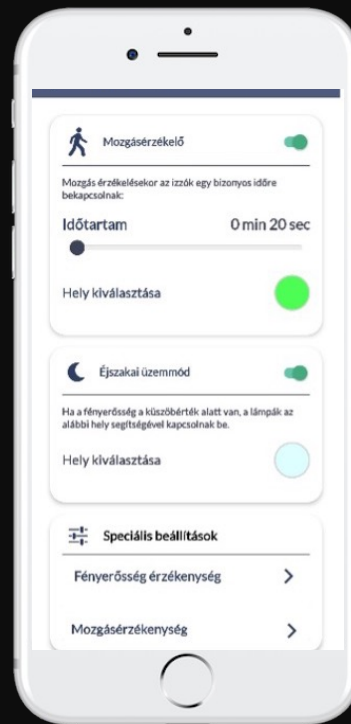 Mozgásérzékelő
Mozgás érzékelésekor az izzók egy bizonyos időre
bekapcsolnak:
Időtartam 0 min 20 sec
Hely kiválasztása
Éjszakai üzemmód
Ha a fényerősség a küszöbérték alatt van, a lámpák az
alábbi hely segítségével kapcsolnak be.
Hely kiválasztása
Speciális beállítások
Fényerősség érzékenység
Mozgásérzékenység